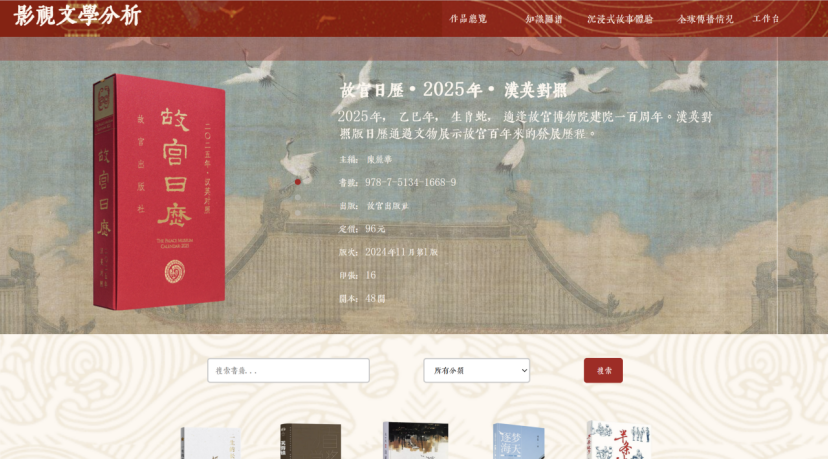 影視文學分析
作品總覽
知識圖譜
沉浸式故事體驗
全球傳播情況
工作台
故宮日曆·2025年·漢英對照
2025年, 乙巳年, 生肖蛇, 適逢故宮博物院建院一百周年。漢英對
照版日曆通過文物展示故宮百年來的發展歷程。
書號: 978-7-5134-1668-9
出版: 故宮出版社
定價: 96元
版次: 2024年11月第1版
印張: 16
開本: 48開
故宮出版社
故宮日曆
二〇二五年·漢英對照
THE PALACE MUSEUM
CALENDAR 2025
故宮日曆
搜索書籍...
所有分類
搜索